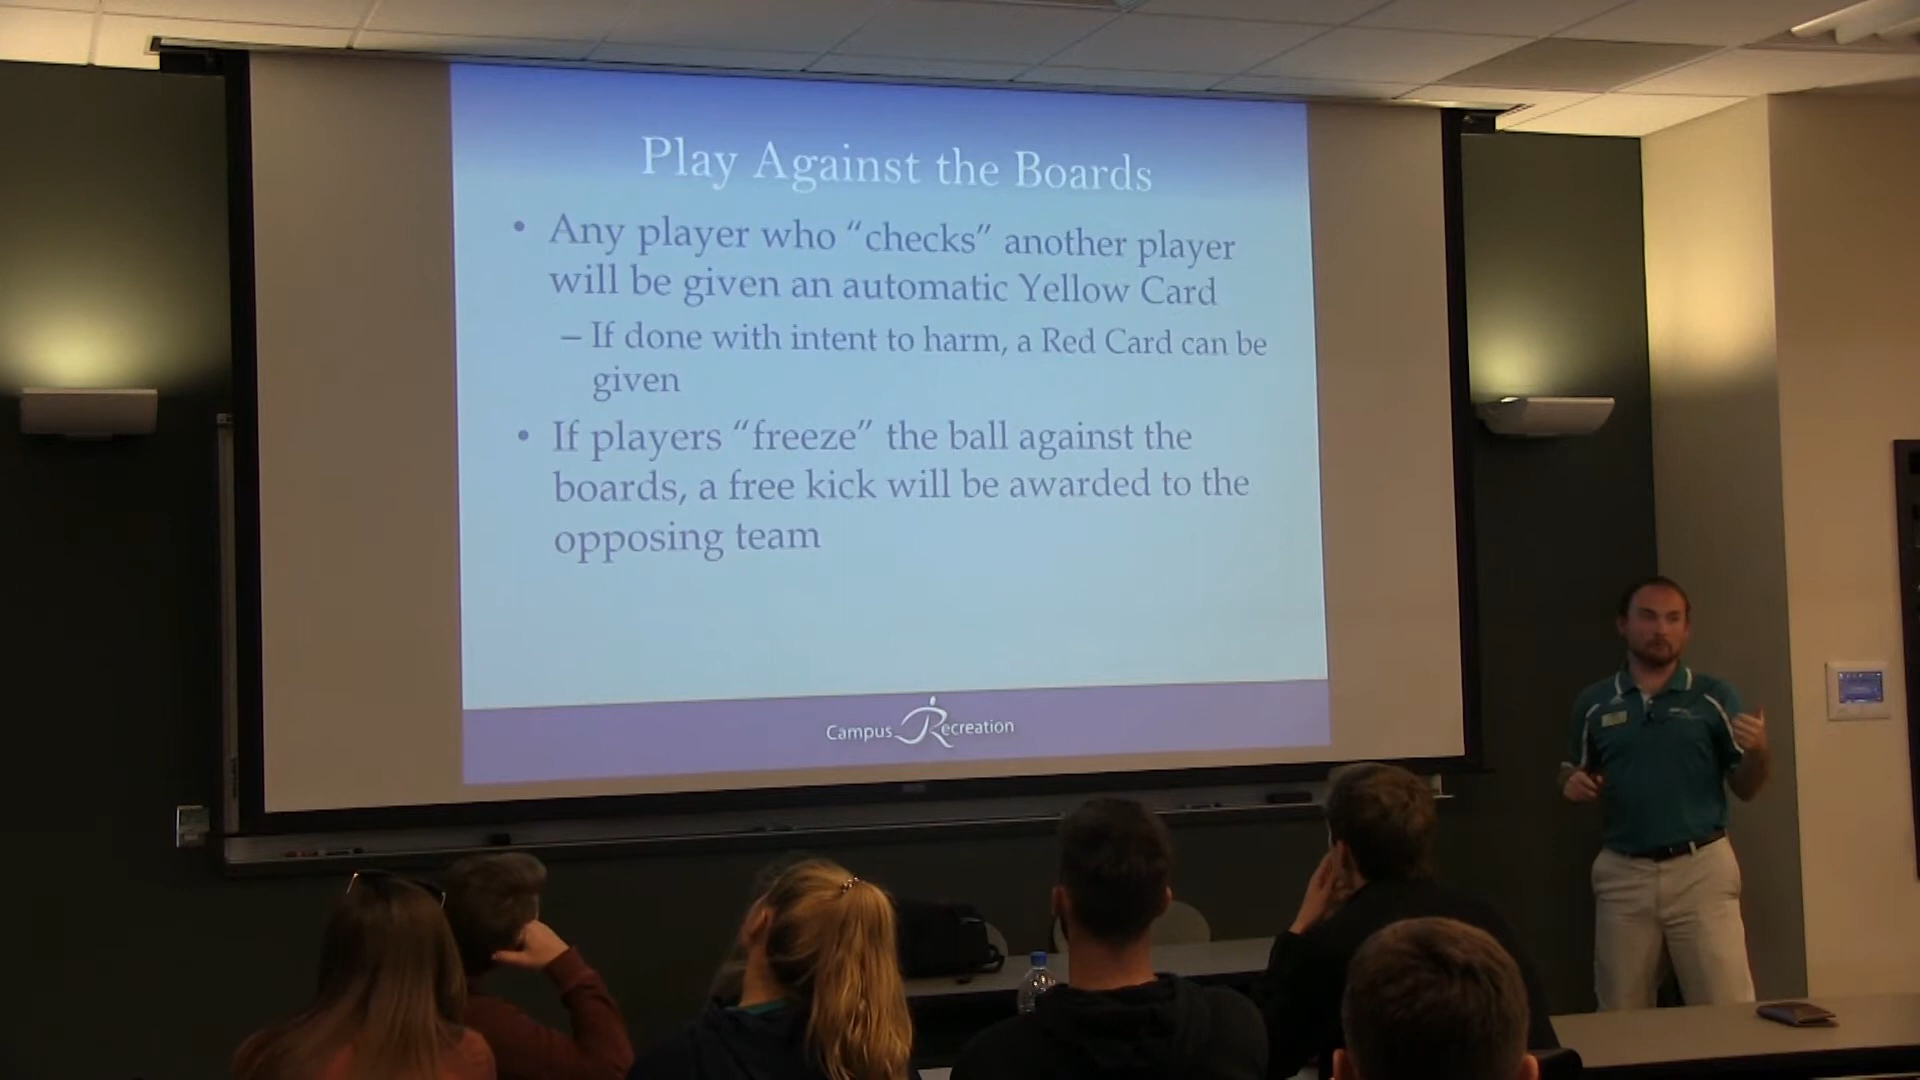 Play Against the Boards
• Any player who “checks” another player
will be given an automatic Yellow Card
– If done with intent to harm, a Red Card can be
given
• If players “freeze” the ball against the
boards, a free kick will be awarded to the
opposing team
Campus Recreation